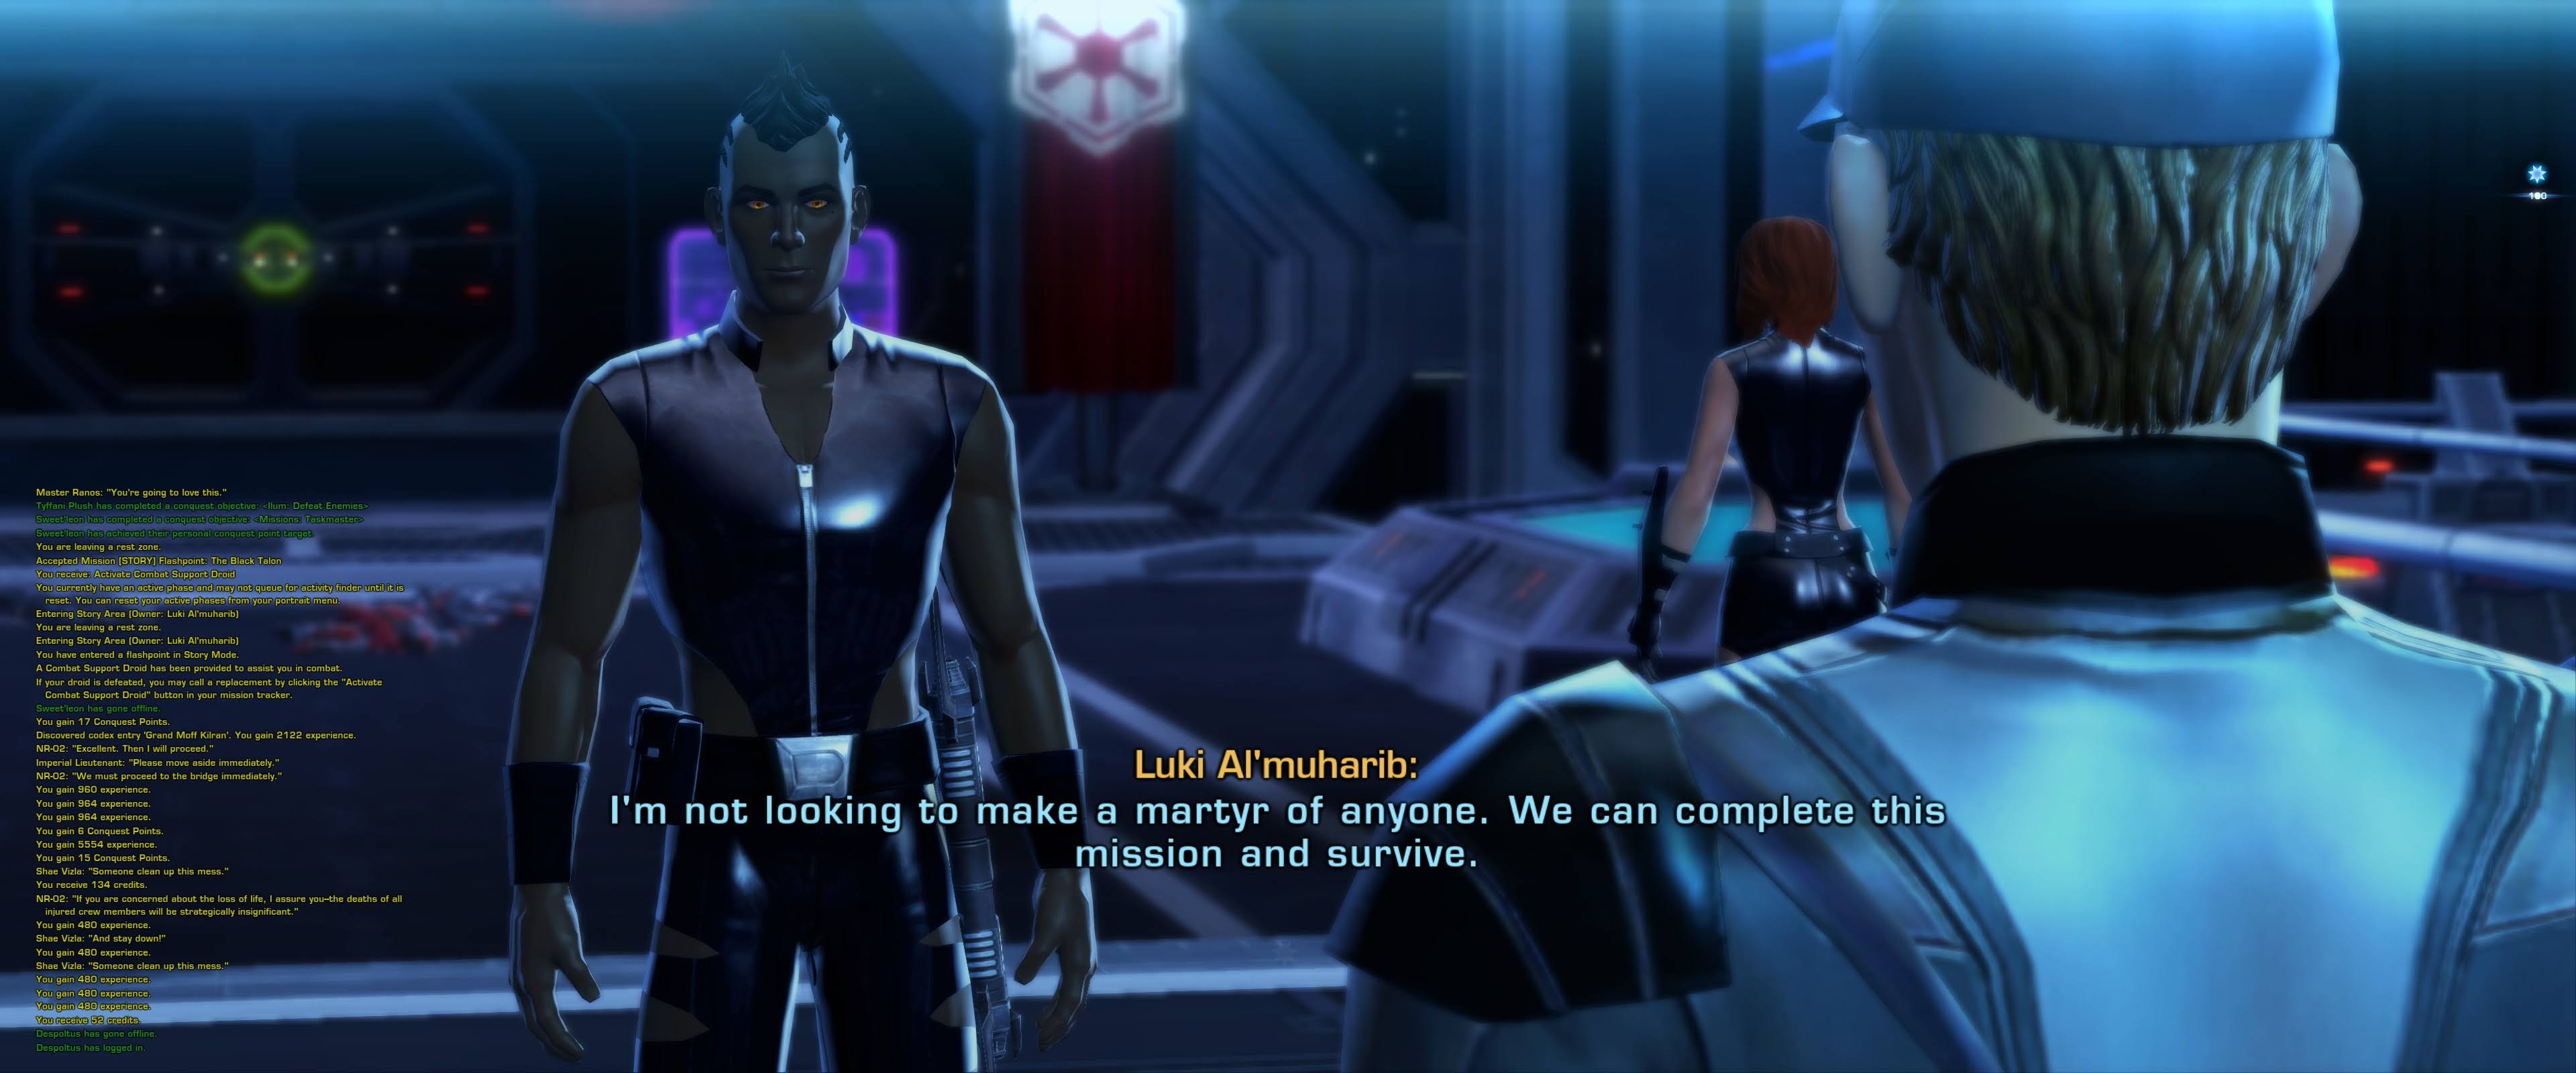 Master Ranos: "You're going to love this."
Tyffani Plush has completed a conquest objective: <Ilum: Defeat Enemies>
Sweet'leon has completed a conquest objective: <Missions: Taskmaster>
Sweet'leon has achieved their personal conquest point target.
You are leaving a rest zone.
Accepted Mission [STORY] Flashpoint: The Black Talon
You receive: Activate Combat Support Droid
You currently have an active phase and may not queue for activity finder until it is
reset. You can reset your active phases from your portrait menu.
Entering Story Area (Owner: Luki Al'muharib)
You are leaving a rest zone.
Entering Story Area (Owner: Luki Al'muharib)
You have entered a flashpoint in Story Mode.
A Combat Support Droid has been provided to assist you in combat.
If your droid is defeated, you may call a replacement by clicking the "Activate
Combat Support Droid" button in your mission tracker.
Sweet'leon has gone offline.
You gain 17 Conquest Points.
Discovered codex entry 'Grand Moff Kilran'. You gain 2122 experience.
NR-02: "Excellent. Then I will proceed."
Imperial Lieutenant: "Please move aside immediately."
NR-02: "We must proceed to the bridge immediately."
You gain 960 experience.
You gain 964 experience.
You gain 964 experience.
You gain 6 Conquest Points.
You gain 5554 experience.
You gain 15 Conquest Points.
Shae Vizla: "Someone clean up this mess."
You receive 134 credits.
NR-02: "If you are concerned about the loss of life, I assure you–the deaths of all
injured crew members will be strategically insignificant."
You gain 480 experience.
Shae Vizla: "And stay down!"
You gain 480 experience.
Shae Vizla: "Someone clean up this mess."
You gain 480 experience.
You gain 480 experience.
You gain 480 experience.
You receive 52 credits.
Despoltus has gone offline.
Despoltus has logged in.
Luki Al'muharib:
I'm not looking to make a martyr of anyone. We can complete this
mission and survive.